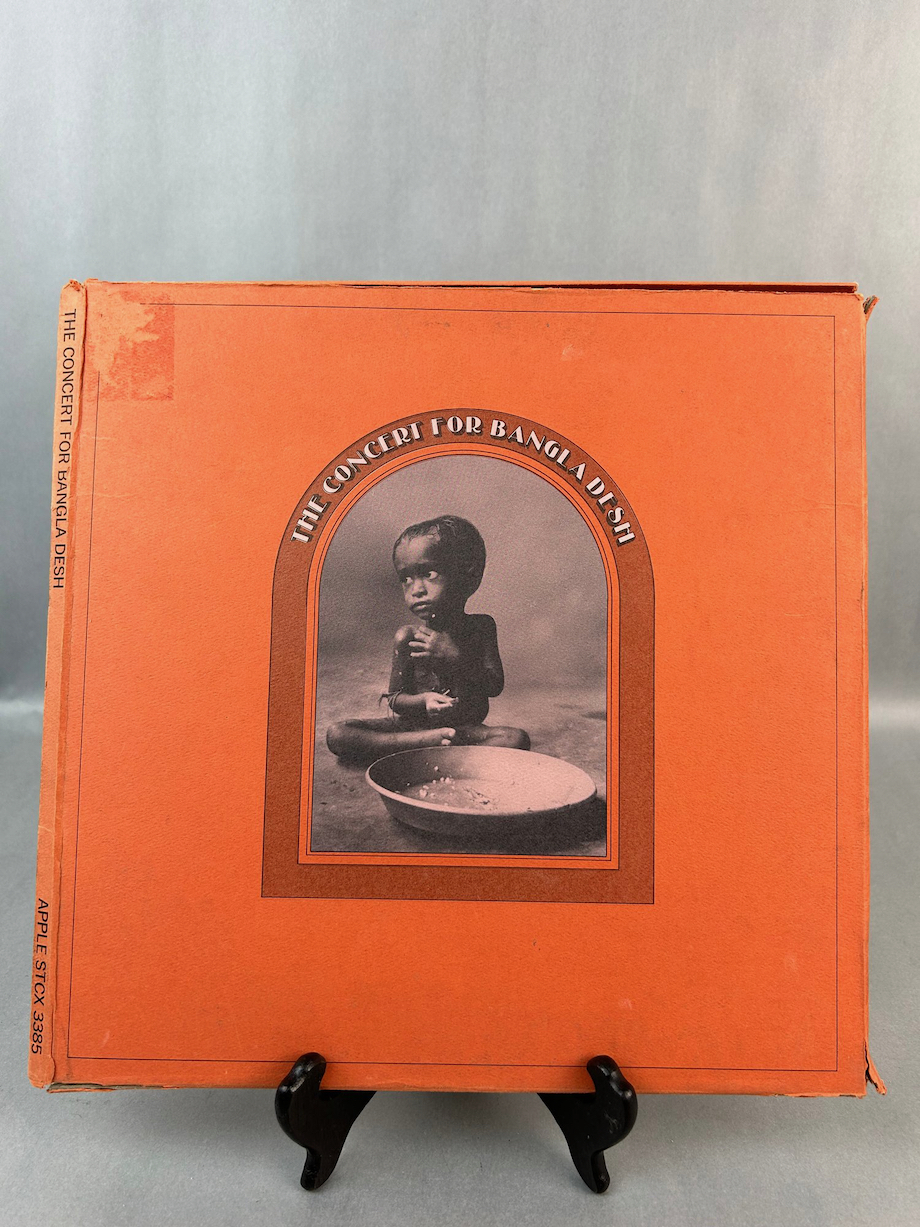 THE CONCERT FOR BANGLA DESH
APPLE STCX 3385
THE CONCERT FOR BANGLA DESH